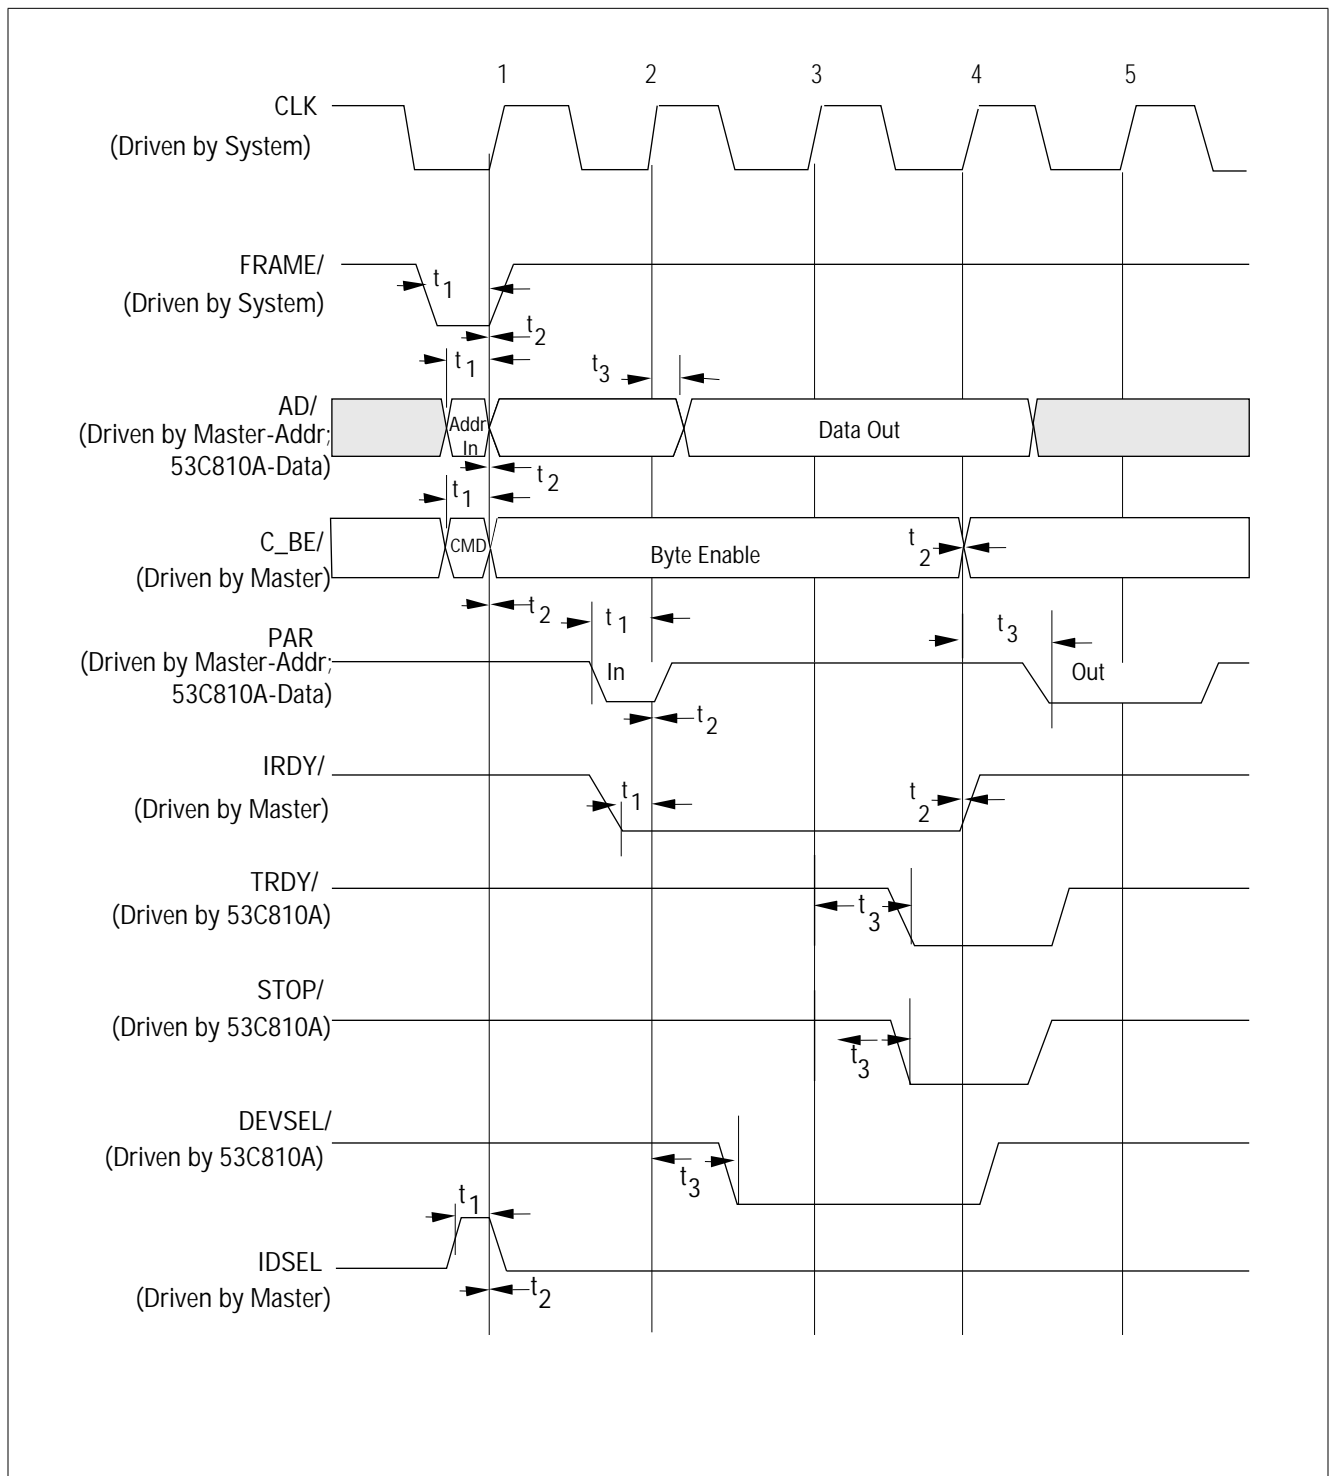 1 2 3 4 5
CLK
(Driven by System)
FRAME/
(Driven by System)
t1
t2
t1
t3
AD/
(Driven by Master-Addr;
53C810A-Data)
Addr
In
Data Out
t2
t1
C_BE/
(Driven by Master)
CMD
Byte Enable
t2
t2
t1
t3
PAR
(Driven by Master-Addr;
53C810A-Data)
In
Out
t2
IRDY/
(Driven by Master)
t1
t2
TRDY/
(Driven by 53C810A)
t3
STOP/
(Driven by 53C810A)
t3
DEVSEL/
(Driven by 53C810A)
t3
t1
IDSEL
(Driven by Master)
t2